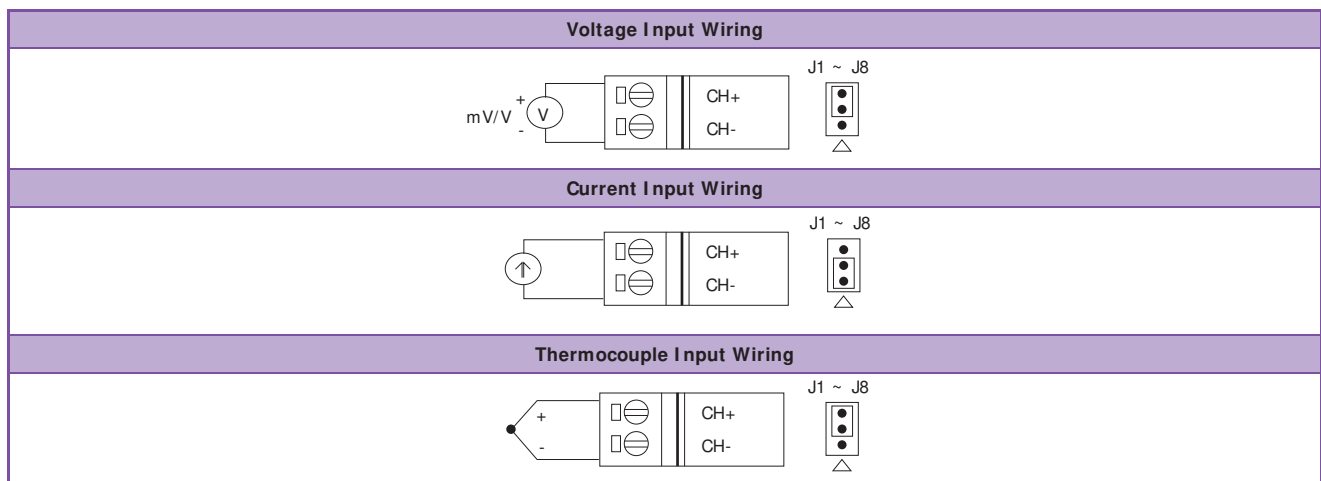 Voltage Input Wiring
J1 ~ J8
mV/V
+
-
V
CH+
CH-
Current Input Wiring
J1 ~ J8
CH+
CH-
Thermocouple Input Wiring
J1 ~ J8
+
-
CH+
CH-